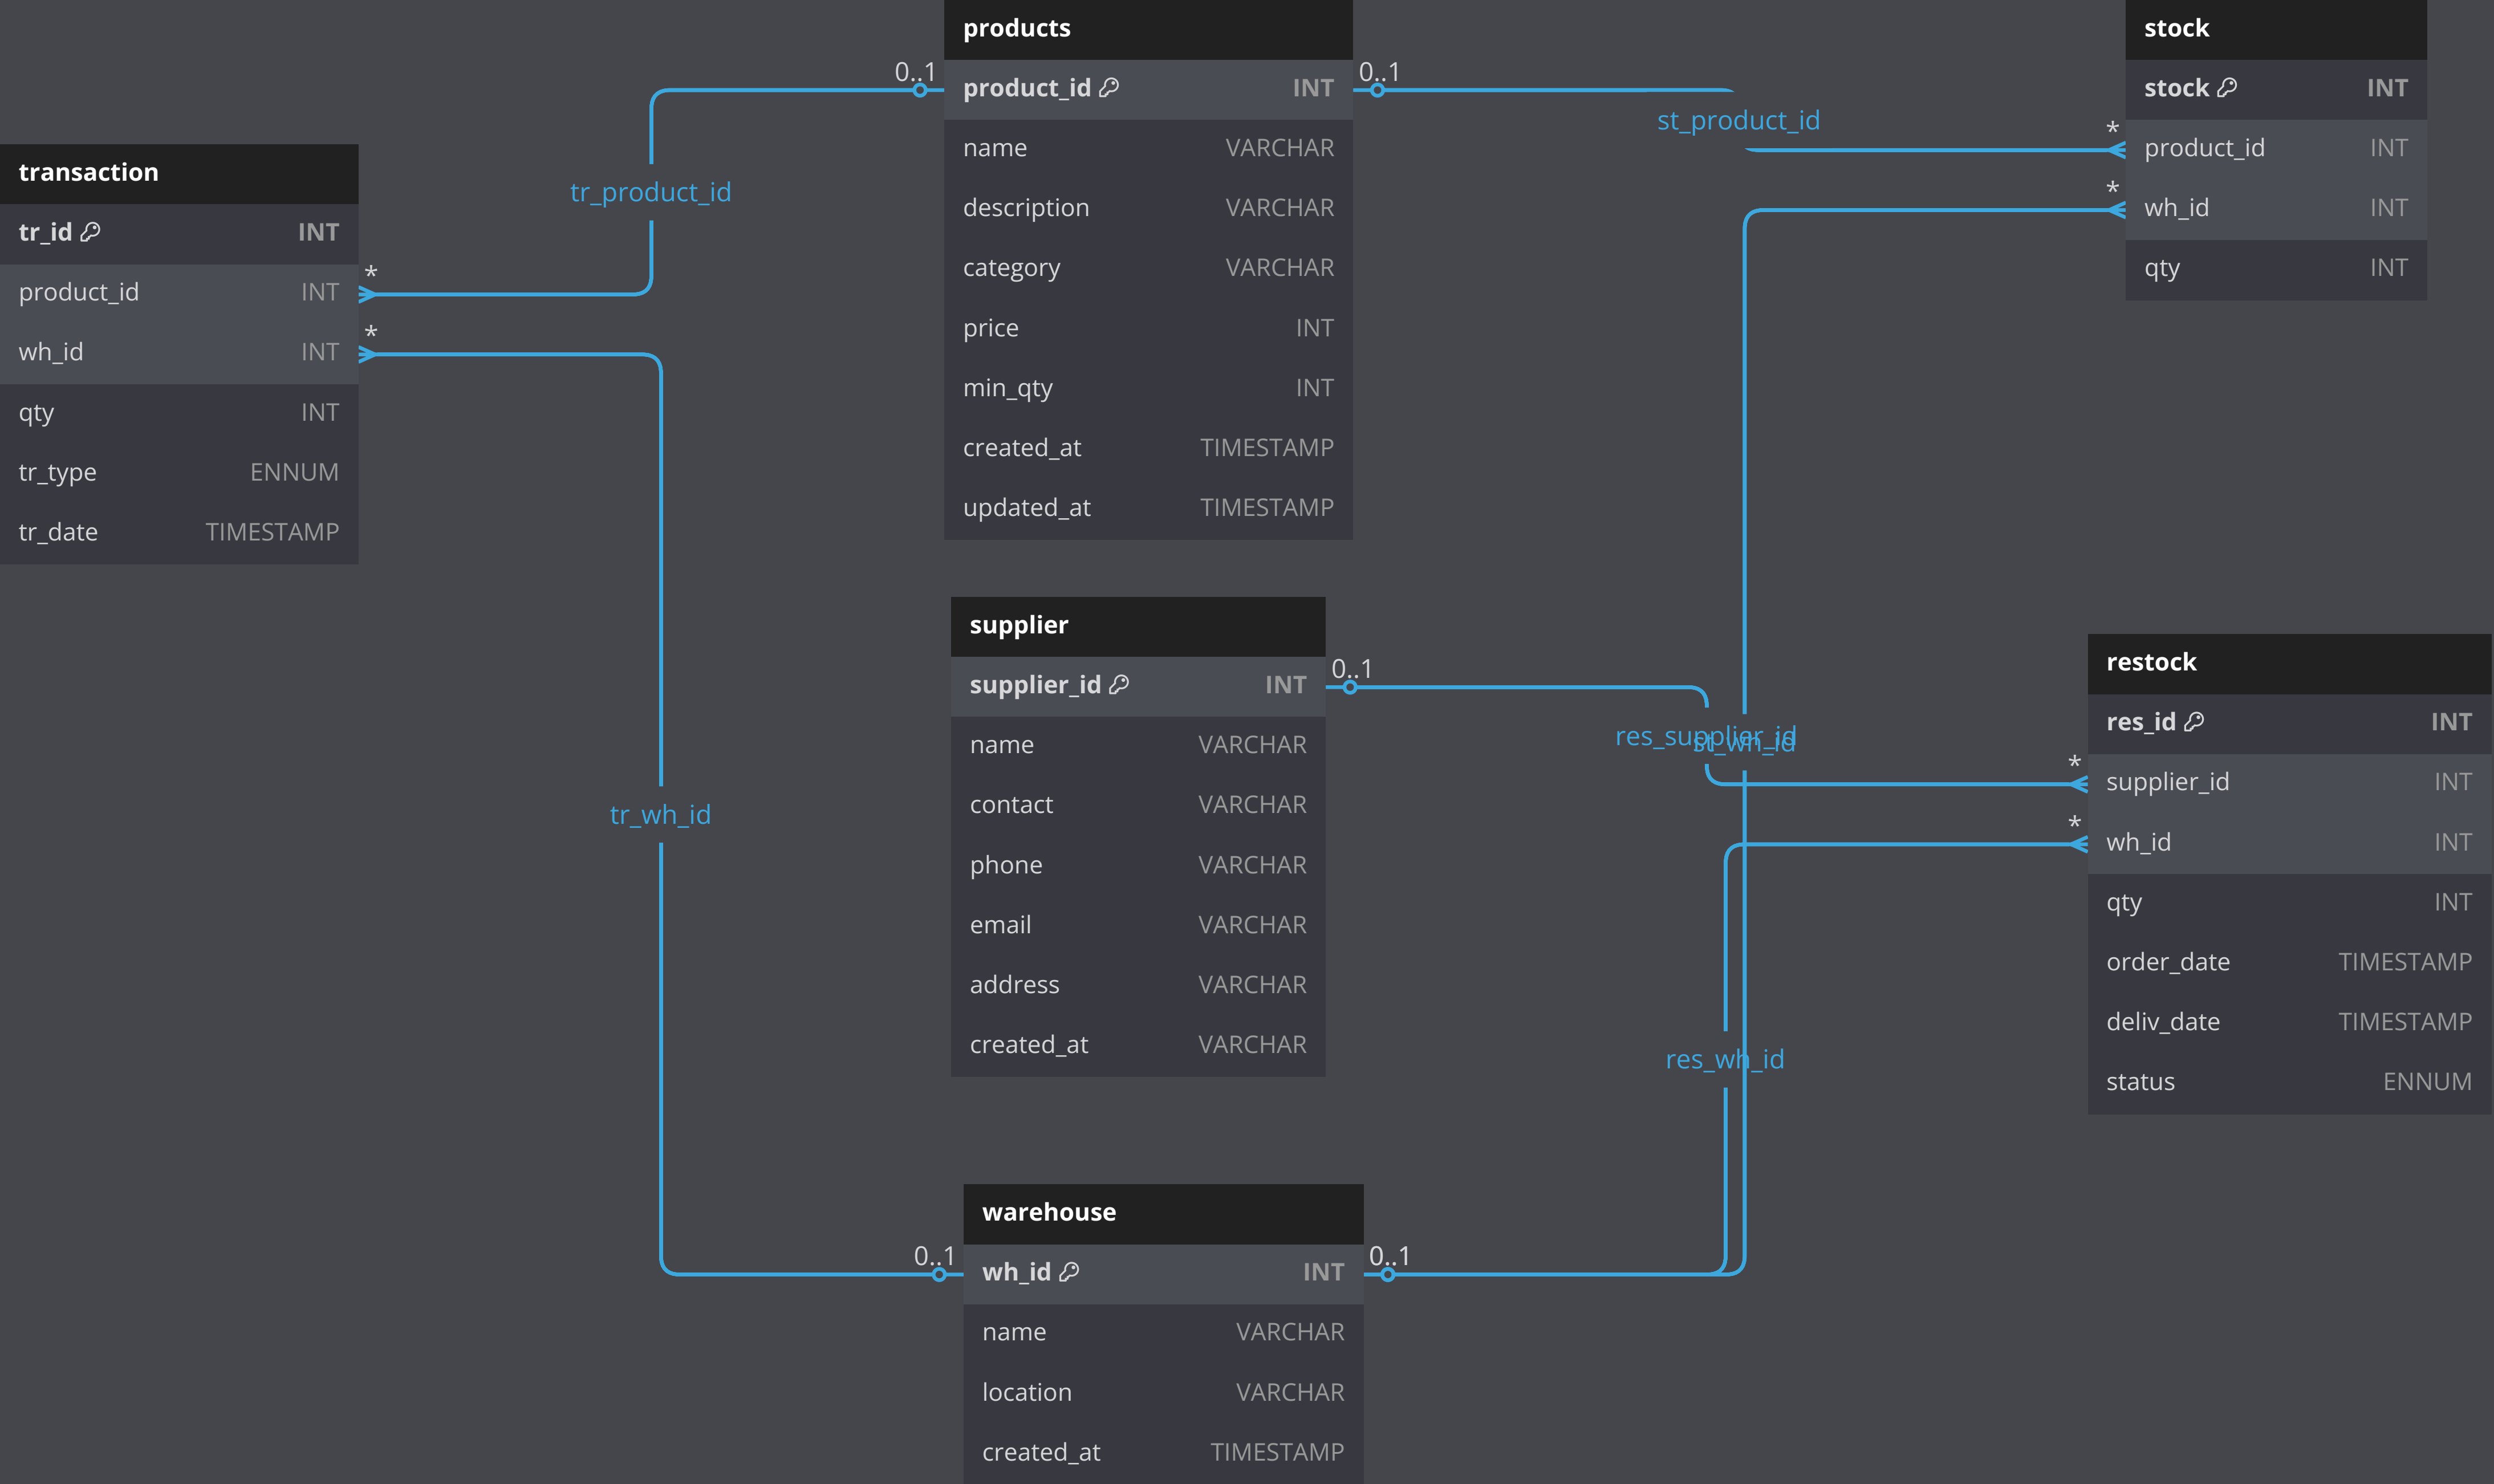 products
0..1
product_id INT
0..1
name VARCHAR
description VARCHAR
category VARCHAR
price INT
min_qty INT
created_at TIMESTAMP
updated_at TIMESTAMP
stock
stock INT
*
product_id INT
*
wh_id INT
qty INT
st_product_id
transaction
tr_id INT
product_id INT
*
wh_id INT
*
qty INT
tr_type ENNUM
tr_date TIMESTAMP
tr_product_id
supplier
supplier_id INT
0..1
name VARCHAR
contact VARCHAR
phone VARCHAR
email VARCHAR
address VARCHAR
created_at VARCHAR
res_supplier_id
st_wh_id
restock
res_id INT
*
supplier_id INT
*
wh_id INT
qty INT
order_date TIMESTAMP
deliv_date TIMESTAMP
status ENNUM
tr_wh_id
res_wh_id
warehouse
0..1
wh_id INT
0..1
name VARCHAR
location VARCHAR
created_at TIMESTAMP